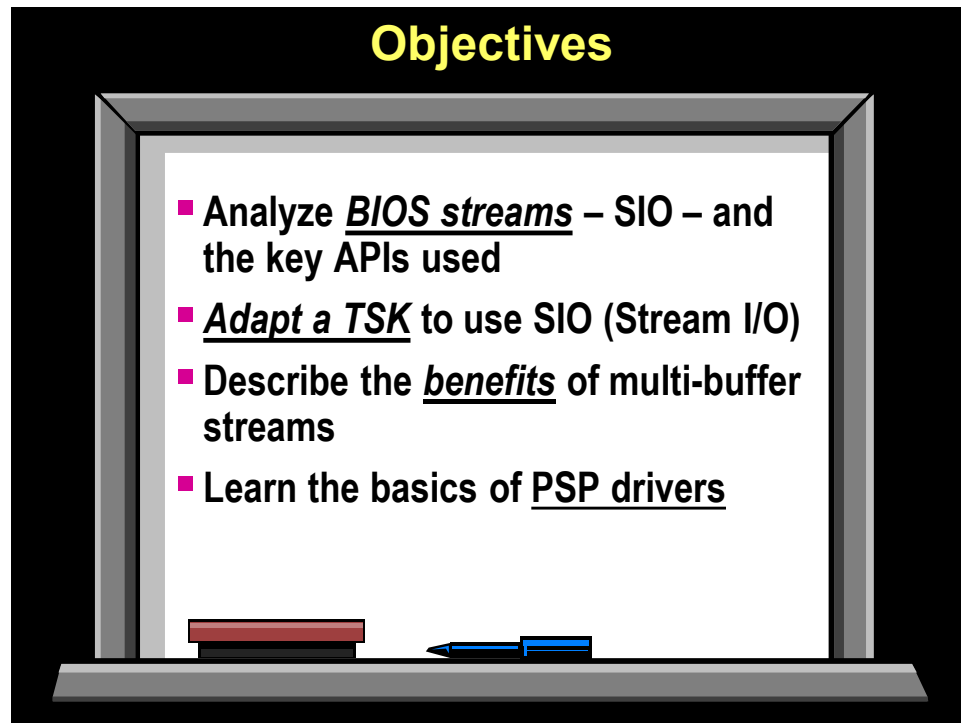 Objectives
Analyze BIOS streams – SIO – and
the key APIs used
Adapt a TSK to use SIO (Stream I/O)
Describe the benefits of multi-buffer
streams
Learn the basics of PSP drivers